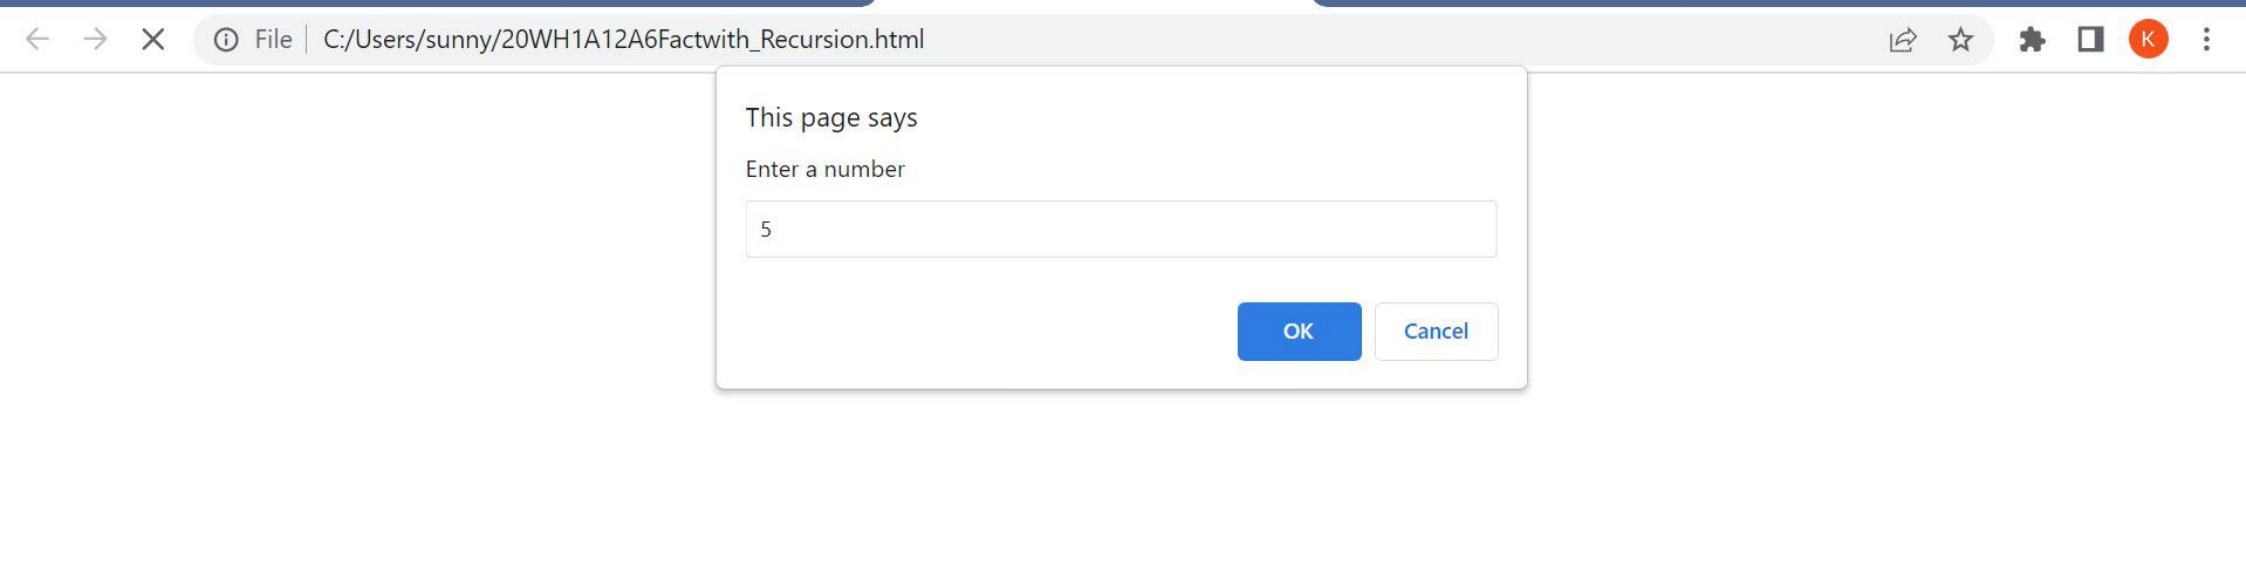 File C:/Users/sunny/20WH1A12A6Factwith_Recursion.html
K
This page says
Enter a number
5
OK Cancel